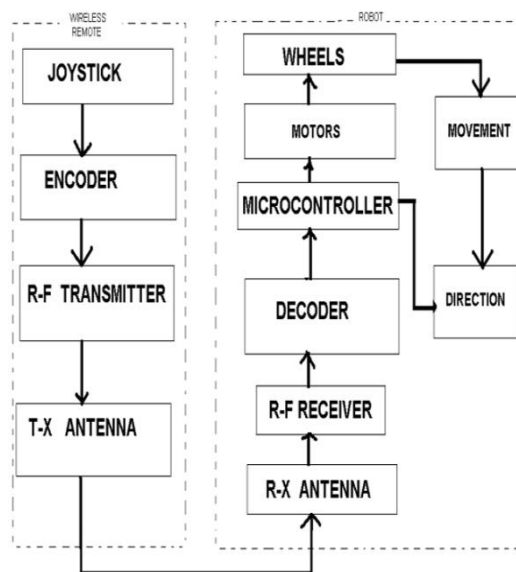 WIRELESS
REMOTE
JOYSTICK
ENCODER
R-F TRANSMITTER
T-X ANTENNA
ROBOT
WHEELS
MOTORS
MICROCONTROLLER
DECODER
R-F RECEIVER
R-X ANTENNA
MOVEMENT
DIRECTION